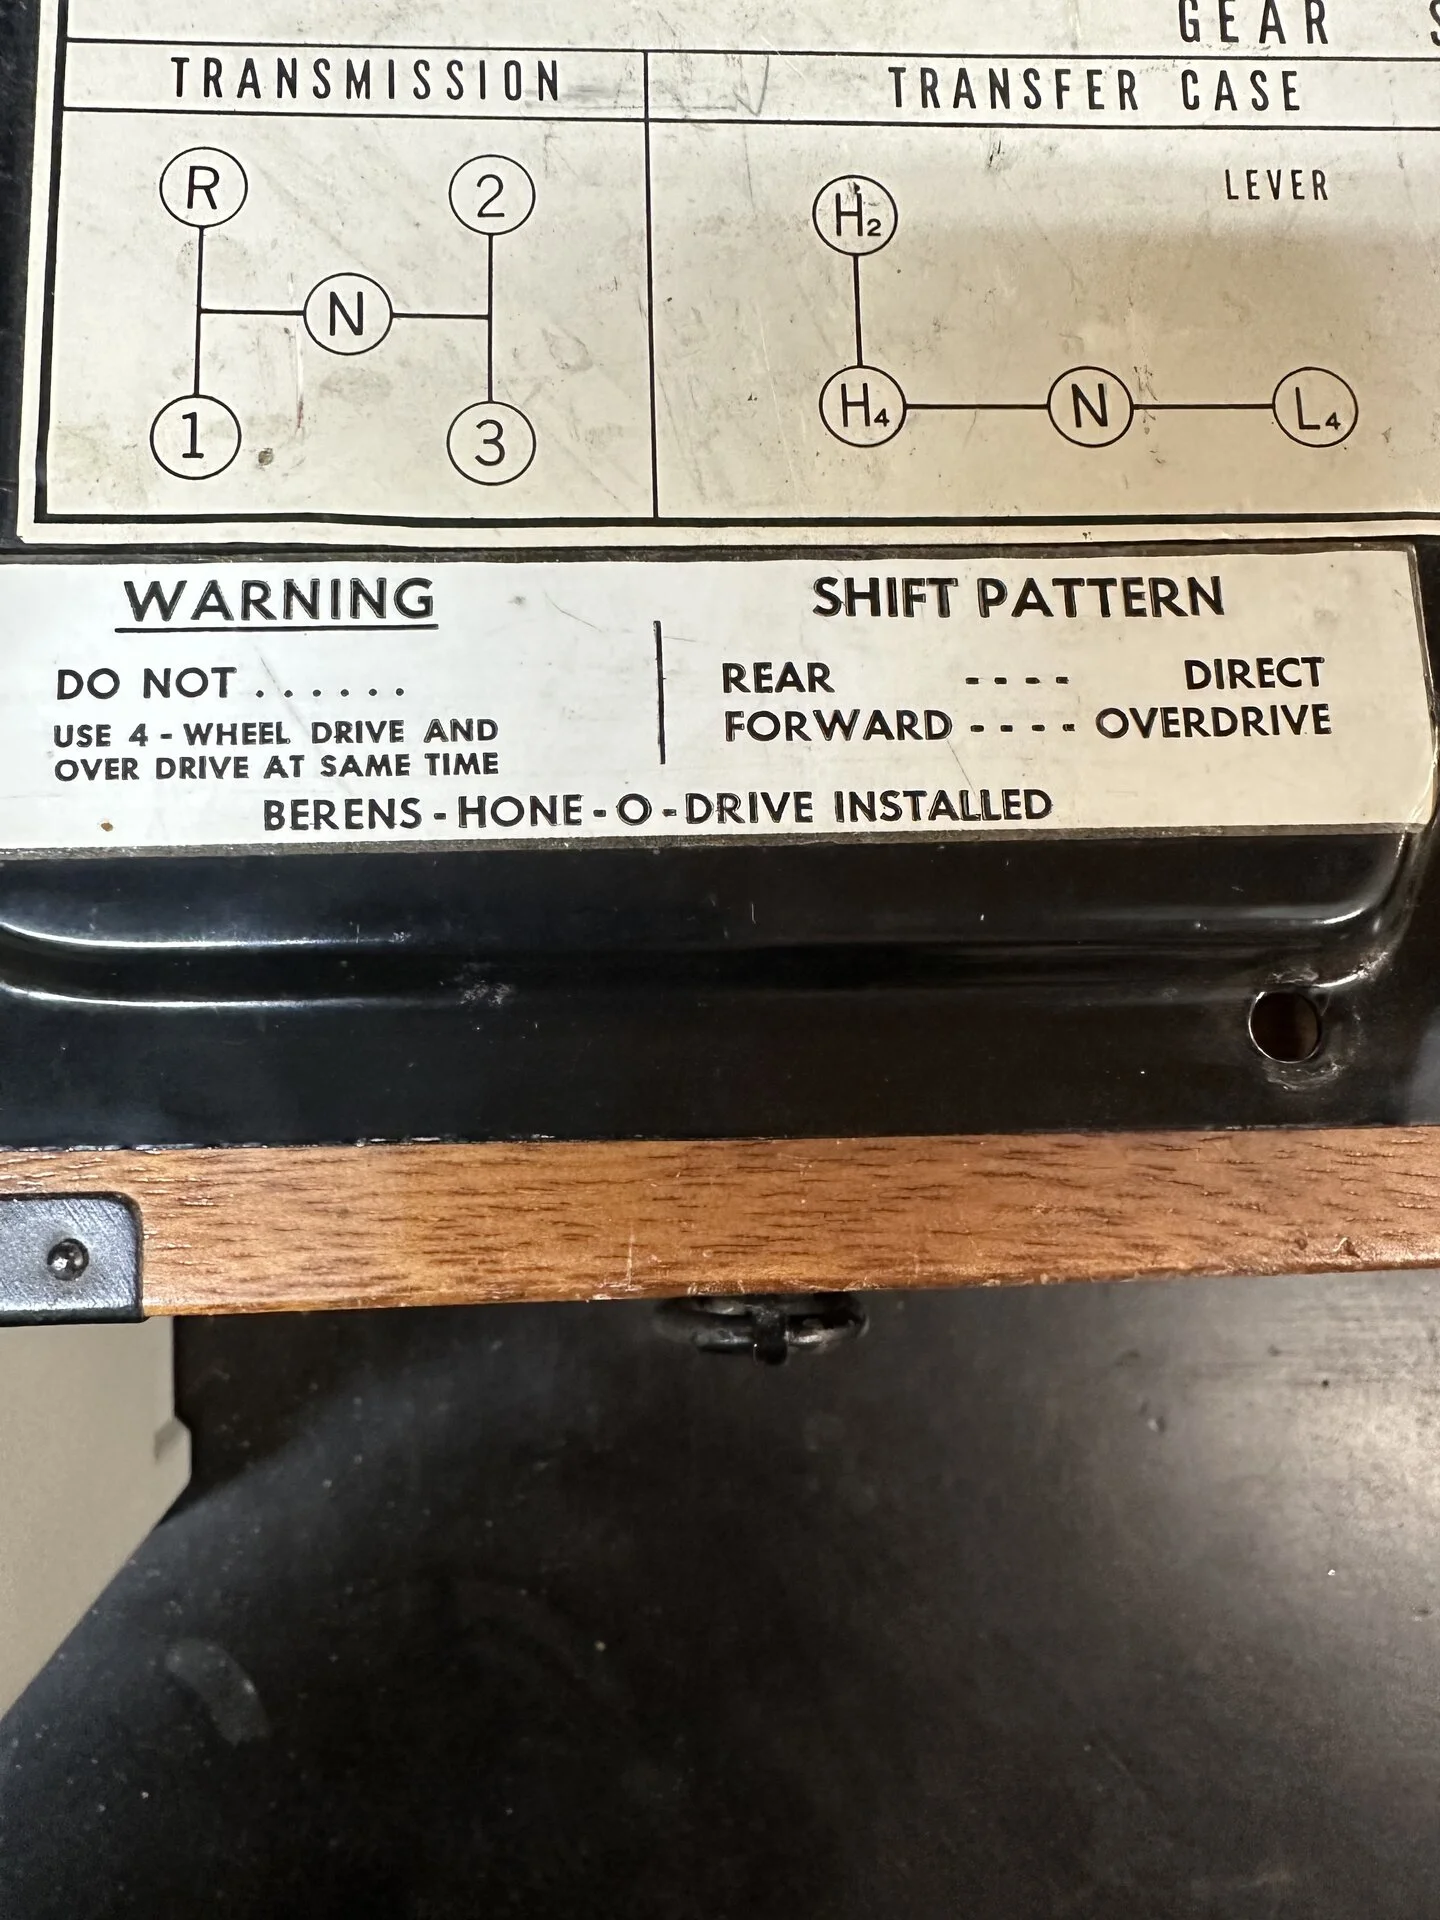 GEAR
TRANSMISSION
TRANSFER CASE
R 2
N
1 3
LEVER
H2
H4 N L4
WARNING
DO NOT ......
USE 4 - WHEEL DRIVE AND
OVER DRIVE AT SAME TIME
SHIFT PATTERN
REAR ---- DIRECT
FORWARD ---- OVERDRIVE
BERENS - HONE - O - DRIVE INSTALLED